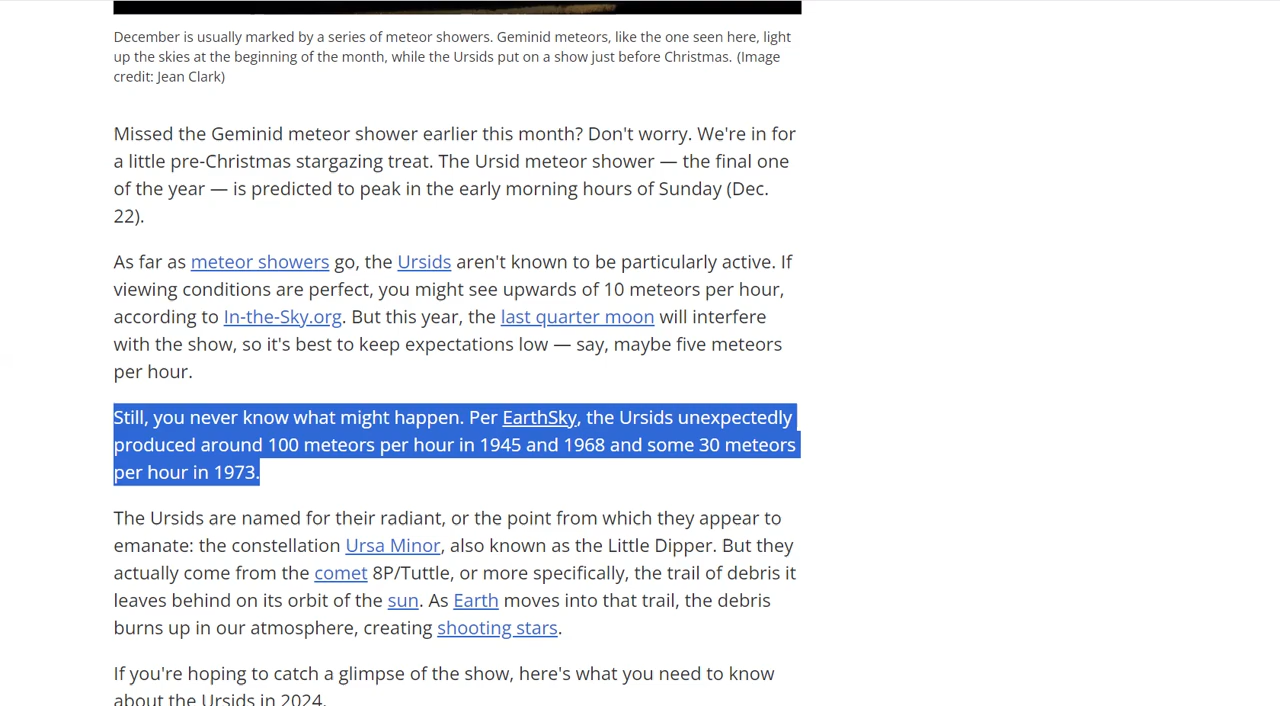 December is usually marked by a series of meteor showers. Geminid meteors, like the one seen here, light
up the skies at the beginning of the month, while the Ursids put on a show just before Christmas. (Image
credit: Jean Clark)
Missed the Geminid meteor shower earlier this month? Don't worry. We're in for
a little pre-Christmas stargazing treat. The Ursid meteor shower — the final one
of the year — is predicted to peak in the early morning hours of Sunday (Dec.
22).
As far as meteor showers go, the Ursids aren't known to be particularly active. If
viewing conditions are perfect, you might see upwards of 10 meteors per hour,
according to In-the-Sky.org. But this year, the last quarter moon will interfere
with the show, so it's best to keep expectations low — say, maybe five meteors
per hour.
Still, you never know what might happen. Per EarthSky, the Ursids unexpectedly
produced around 100 meteors per hour in 1945 and 1968 and some 30 meteors
per hour in 1973.
The Ursids are named for their radiant, or the point from which they appear to
emanate: the constellation Ursa Minor, also known as the Little Dipper. But they
actually come from the comet 8P/Tuttle, or more specifically, the trail of debris it
leaves behind on its orbit of the sun. As Earth moves into that trail, the debris
burns up in our atmosphere, creating shooting stars.
If you're hoping to catch a glimpse of the show, here's what you need to know
about the Ursids in 2024.